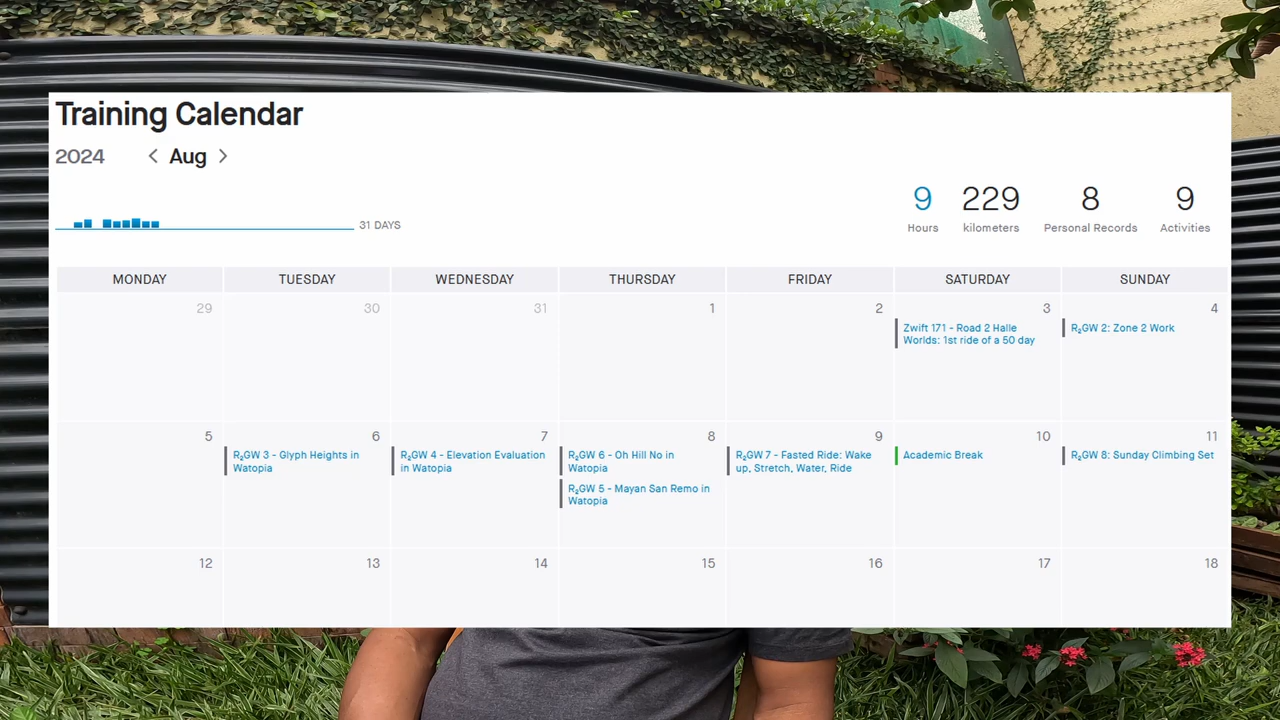 Training Calendar
2024
Aug
31 DAYS
9
229
8
9
Hours
kilometers
Personal Records
Activities
MONDAY
TUESDAY
WEDNESDAY
THURSDAY
FRIDAY
SATURDAY
SUNDAY
29
30
31
1
2
3
4
Zwift 171 - Road 2 Halle
Worlds: 1st ride of a 50 day
R₂GW 2: Zone 2 Work
5
6
7
8
9
10
11
R₂GW 3 - Glyph Heights in
Watopia
R₂GW 4 - Elevation Evaluation
in Watopia
R₂GW 6 - Oh Hill No in
Watopia
R₂GW 5 - Mayan San Remo in
Watopia
R₂GW 7 - Fasted Ride: Wake
up, Stretch, Water, Ride
Academic Break
R₂GW 8: Sunday Climbing Set
12
13
14
15
16
17
18